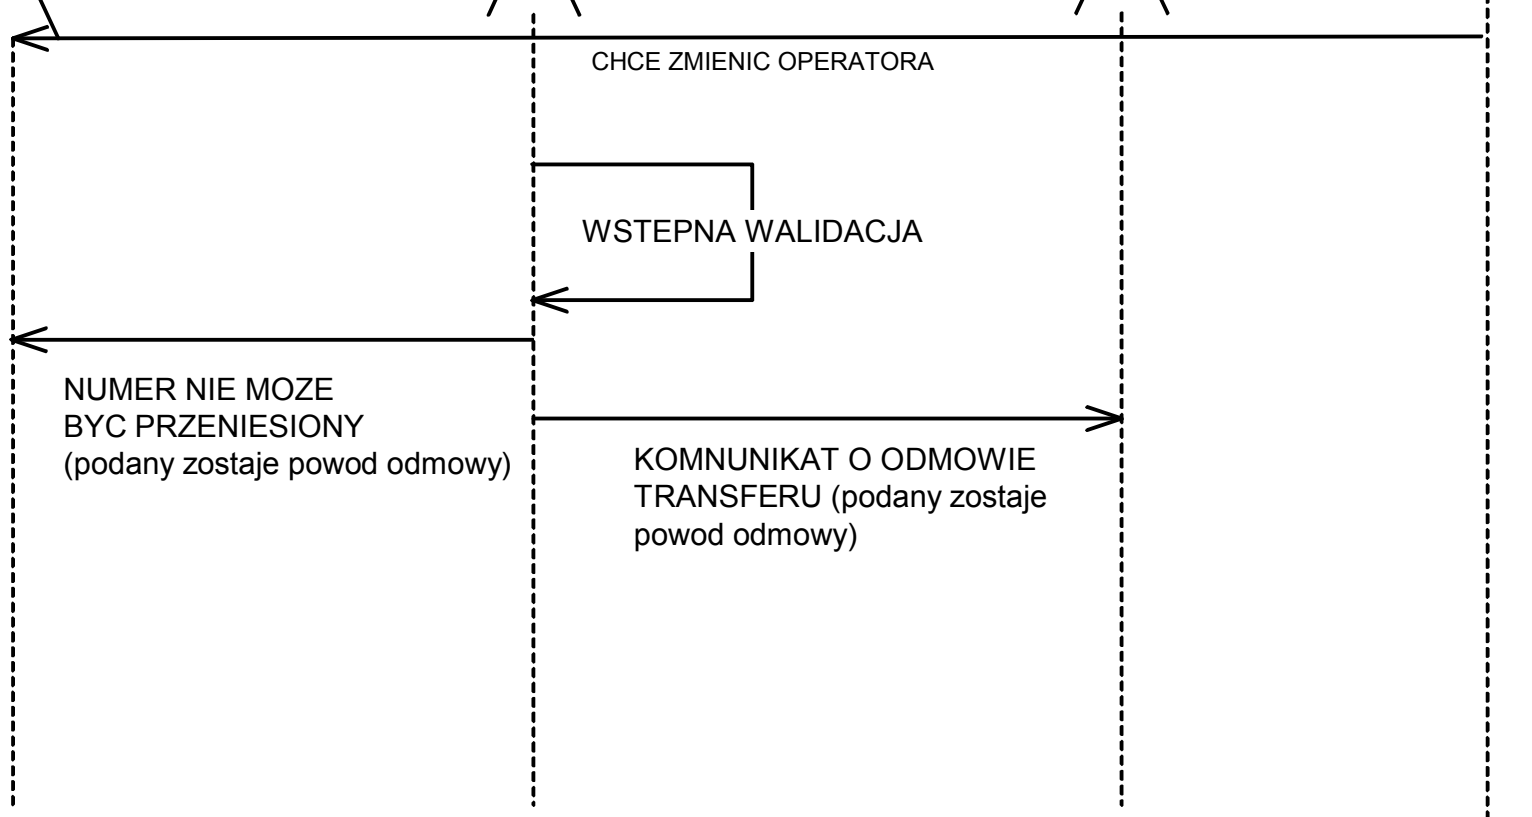 CHCE ZMIENIC OPERATORA
WSTEPNA WALIDACJA
NUMER NIE MOZE
BYC PRZENIESIONY
(podany zostaje powod odmowy)
KOMNUNIKAT O ODMOWIE
TRANSFERU (podany zostaje
powod odmowy)